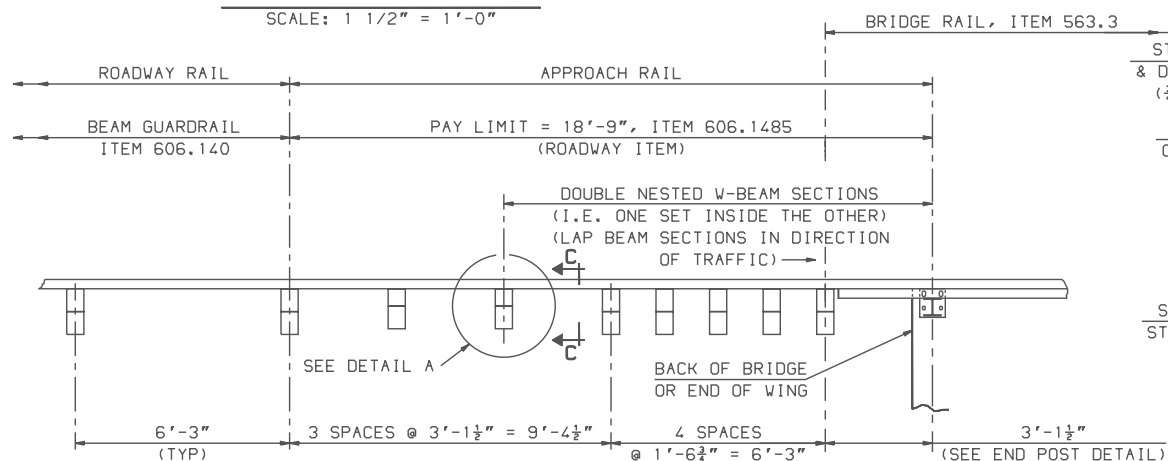 SCALE: 1 1/2" = 1'-0"
BRIDGE RAIL, ITEM 563.3
ST
& D
ROADWAY RAIL
APPROACH RAIL
BEAM GUARDRAIL
ITEM 606.140
PAY LIMIT = 18'-9", ITEM 606.1485
(ROADWAY ITEM)
DOUBLE NESTED W-BEAM SECTIONS
(I.E. ONE SET INSIDE THE OTHER)
(LAP BEAM SECTIONS IN DIRECTION
OF TRAFFIC)
C
C
S
ST
SEE DETAIL A
BACK OF BRIDGE
OR END OF WING
6'-3"
(TYP)
3 SPACES @ 3'-1½" = 9'-4½"
4 SPACES
@ 1'-6¾" = 6'-3"
3'-1½"
(SEE END POST DETAIL)